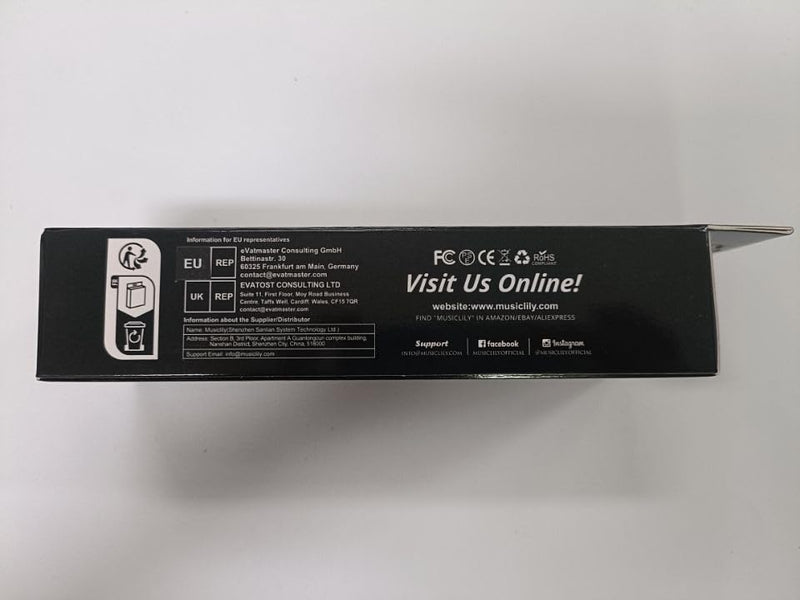 Information for EU representatives
EU REP
eVatmaster Consulting GmbH
Bettinastr. 30
60325 Frankfurt am Main, Germany
contact@evatmaster.com
UK REP
EVATOST CONSULTING LTD
Suite 11, First Floor, Moy Road Business
Centre, Taffs Well, Cardiff, Wales, CF15 7QR
contact@evatmaster.com
Information about the Supplier/Distributor
Name: Musiclily(Shenzhen Sanlian System Technology Ltd.)
Address: Section B, 3rd Floor, Apartment A Guanlongcun complex building,
Nanshan District, Shenzhen City, China, 518000
Support Email: info@musiclily.com
FC CE RoHS
COMPLIANT
Visit Us Online!
website:www.musiclily.com
FIND "MUSICLILY" IN AMAZON/EBAY/ALIEXPRESS
Support
INFO@MUSICLILY.COM
facebook
MUSICLILYOFFICIAL
Instagram
@MUSICLILYOFFICIAL